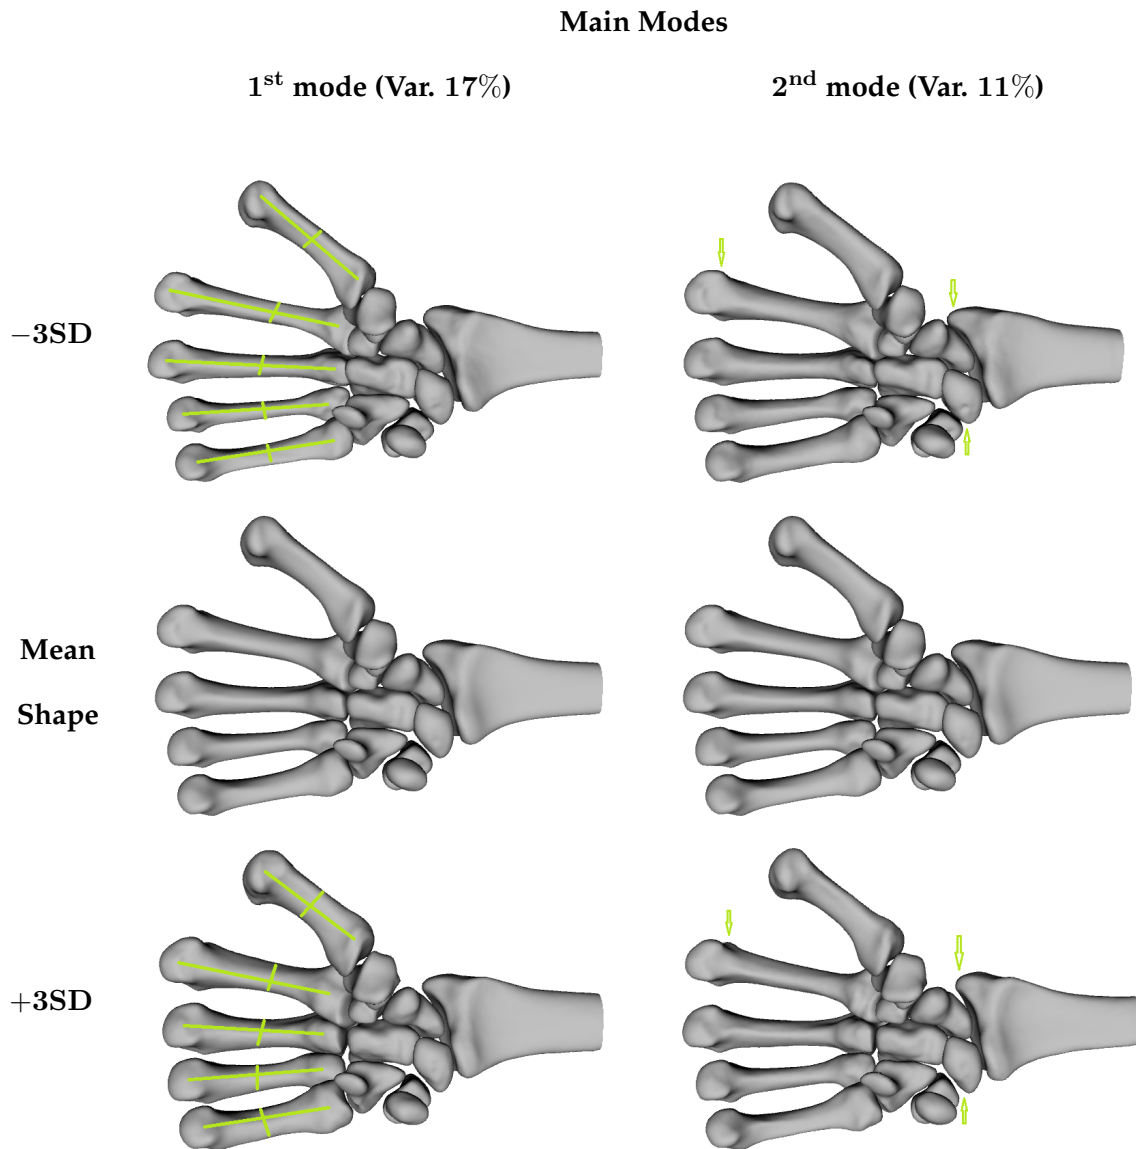 Main Modes
1st mode (Var. 17%)
2nd mode (Var. 11%)
−3SD
Mean
Shape
+3SD